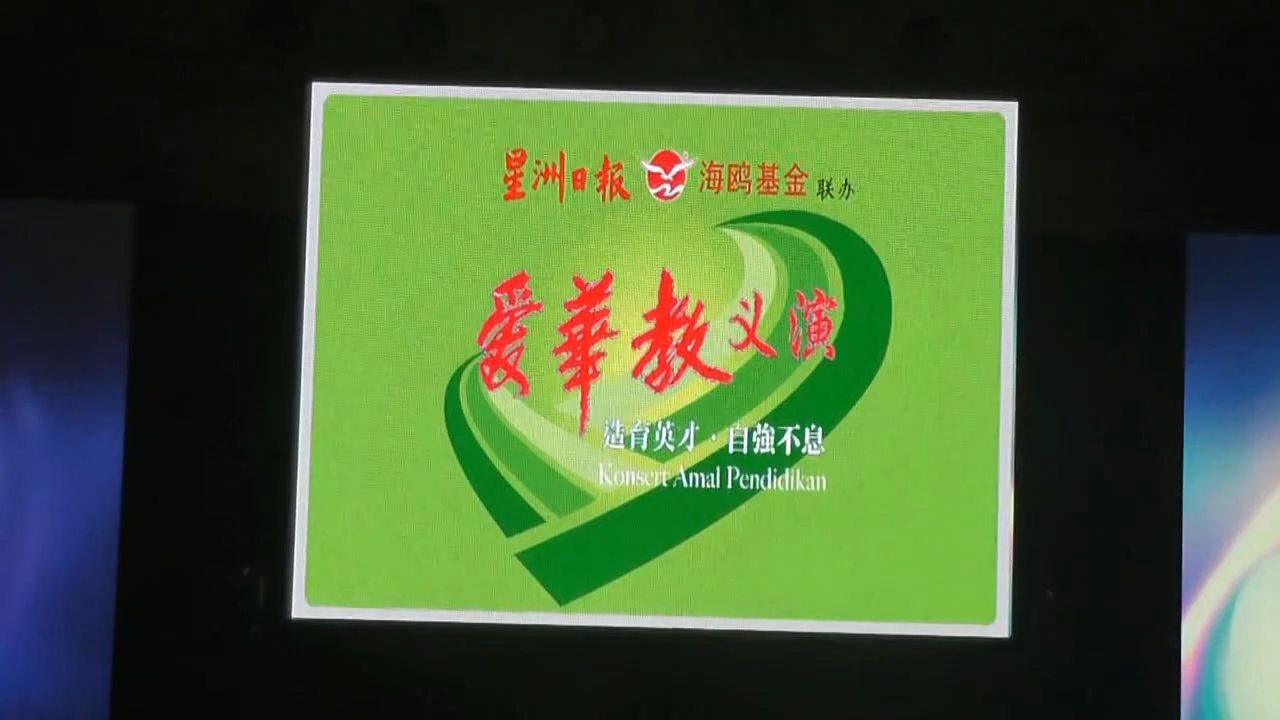 星洲日报 海鸥基金 联办
爱華教义演
造育英才·自強不息
Konsert Amal Pendidikan